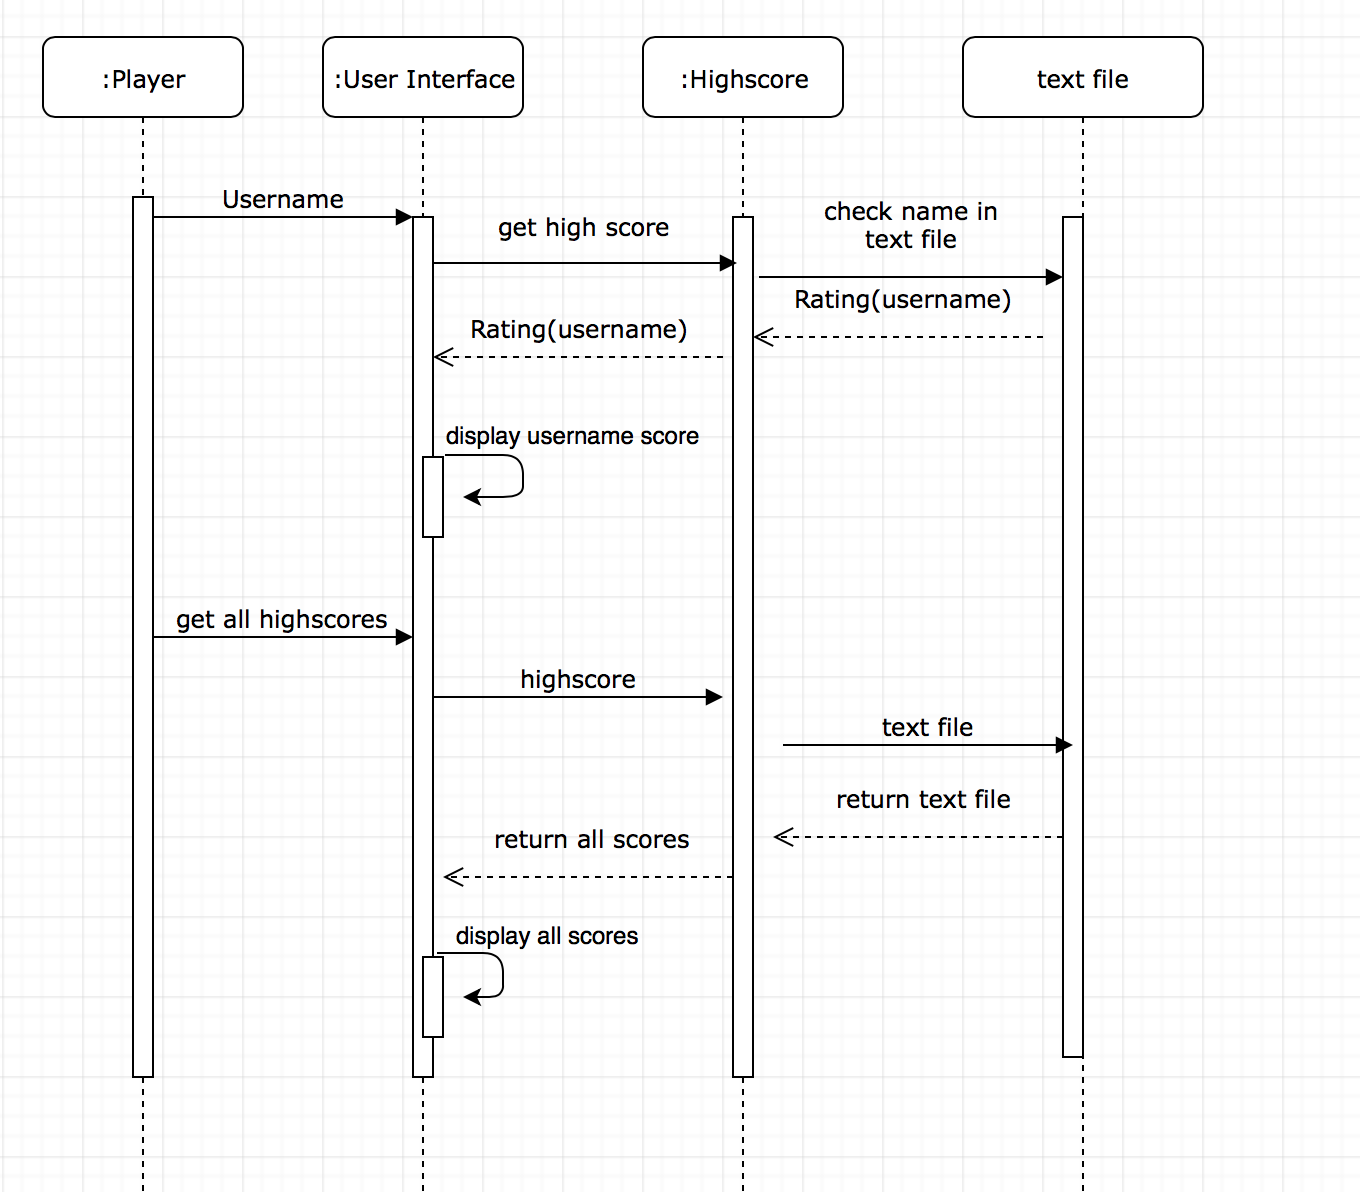 :Player
:User Interface
:Highscore
text file
Username
get high score
check name in
text file
Rating(username)
Rating(username)
display username score
get all highscores
highscore
text file
return text file
return all scores
display all scores